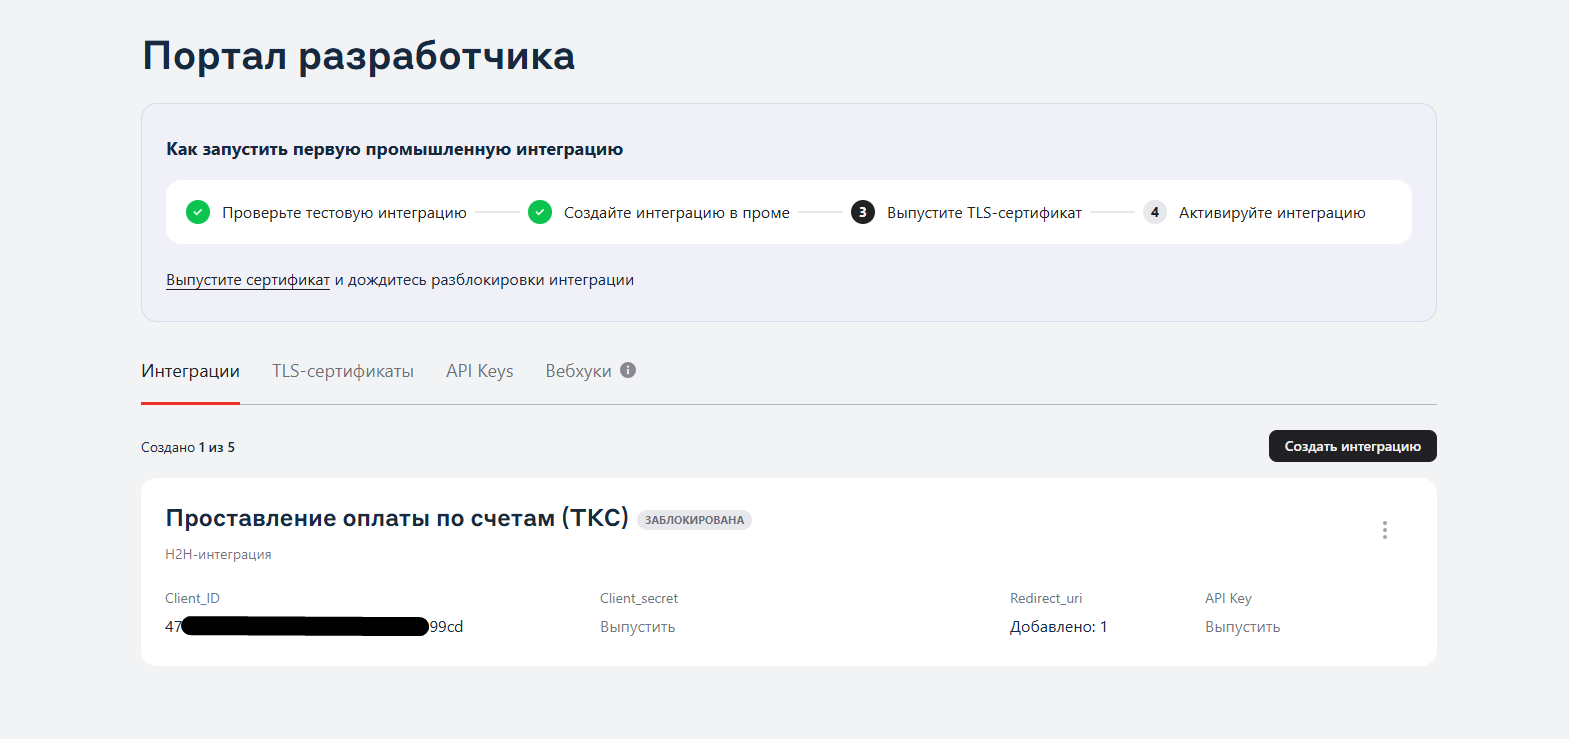 Портал разработчика
Как запустить первую промышленную интеграцию
Проверьте тестовую интеграцию
Создайте интеграцию в проме
3 Выпустите TLS-сертификат
4 Активируйте интеграцию
Выпустите сертификат и дождитесь разблокировки интеграции
Интеграции TLS-сертификаты API Keys Вебхуки
Создано 1 из 5
Создать интеграцию
Проставление оплаты по счетам (ТКС) ЗАБЛОКИРОВАНА
H2H-интеграция
Client_ID Client_secret Redirect_uri API Key
47 99cd Выпустить Добавлено: 1 Выпустить